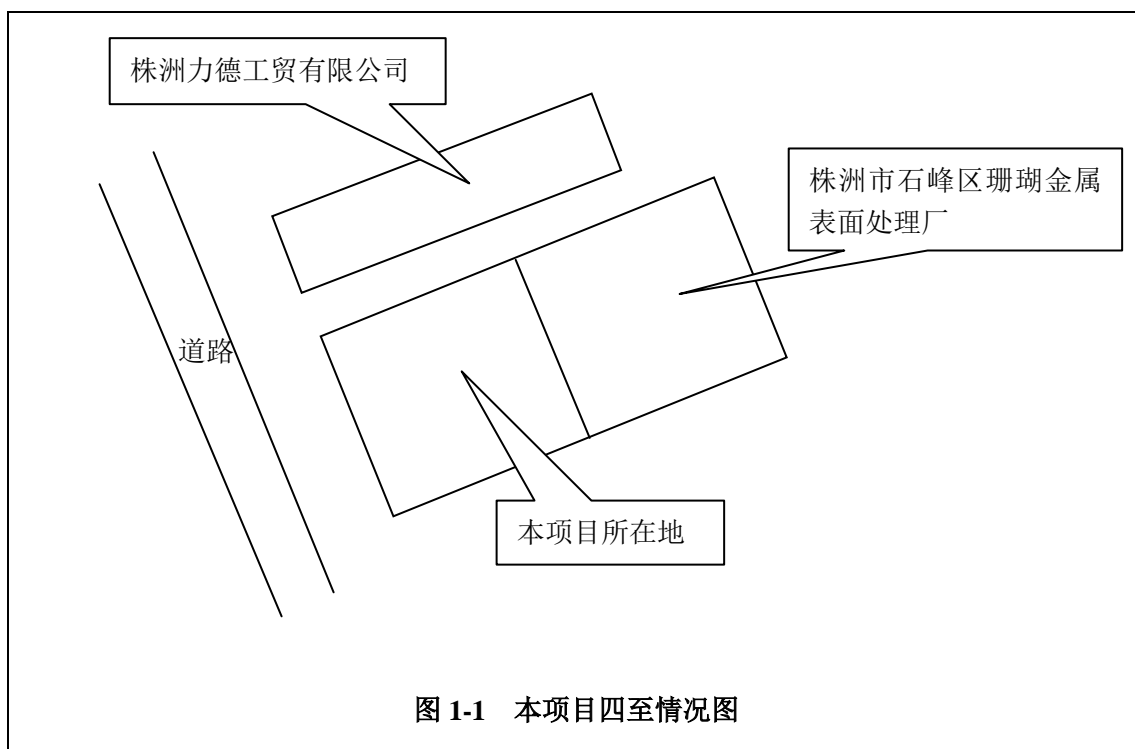 株洲力德工贸有限公司
株洲市石峰区珊瑚金属
表面处理厂
道路
本项目所在地
图 1-1 本项目四至情况图